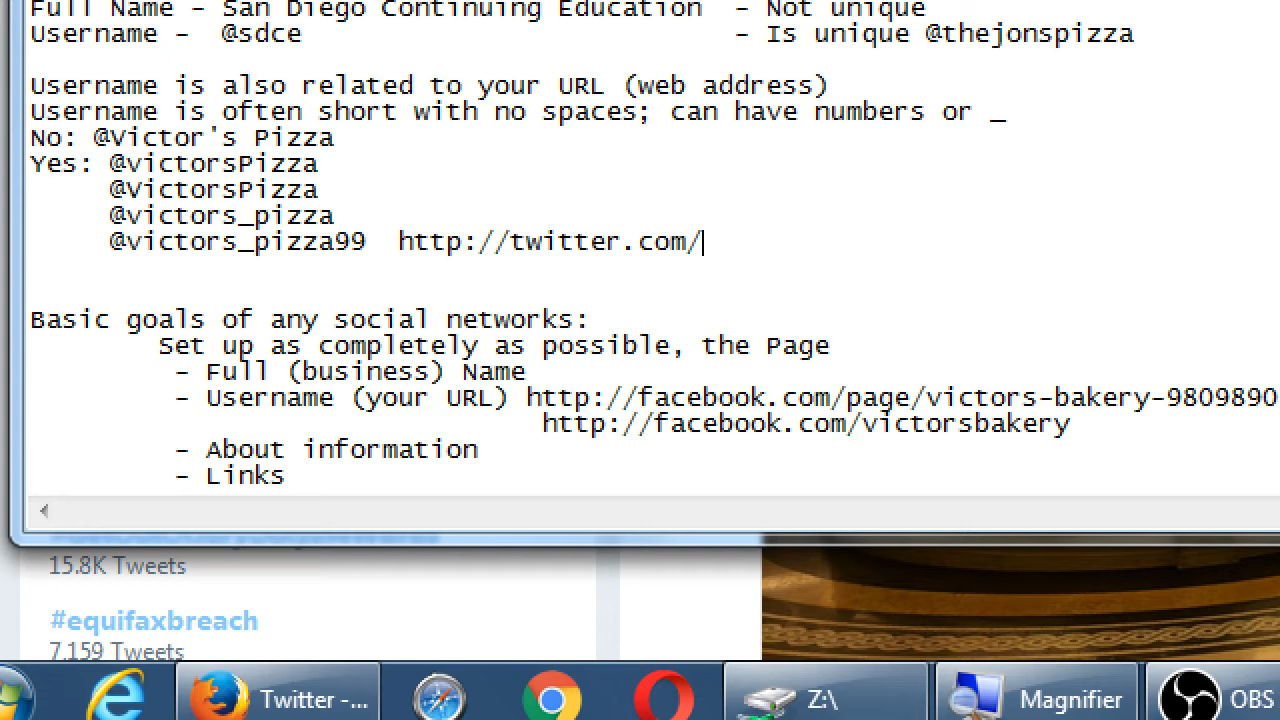 Full Name - San Diego Continuing Education - Not unique
Username - @sdce - Is unique @thejonspizza
Username is also related to your URL (web address)
Username is often short with no spaces; can have numbers or _
No: @Victor's Pizza
Yes: @victorsPizza
@VictorsPizza
@victors_pizza
@victors_pizza99 http://twitter.com/
Basic goals of any social networks:
Set up as completely as possible, the Page
- Full (business) Name
- Username (your URL) http://facebook.com/page/victors-bakery-9809890
http://facebook.com/victorsbakery
- About information
- Links
15.8K Tweets
#equifaxbreach
7,159 Tweets
Twitter -...
Z:\
Magnifier
OBS